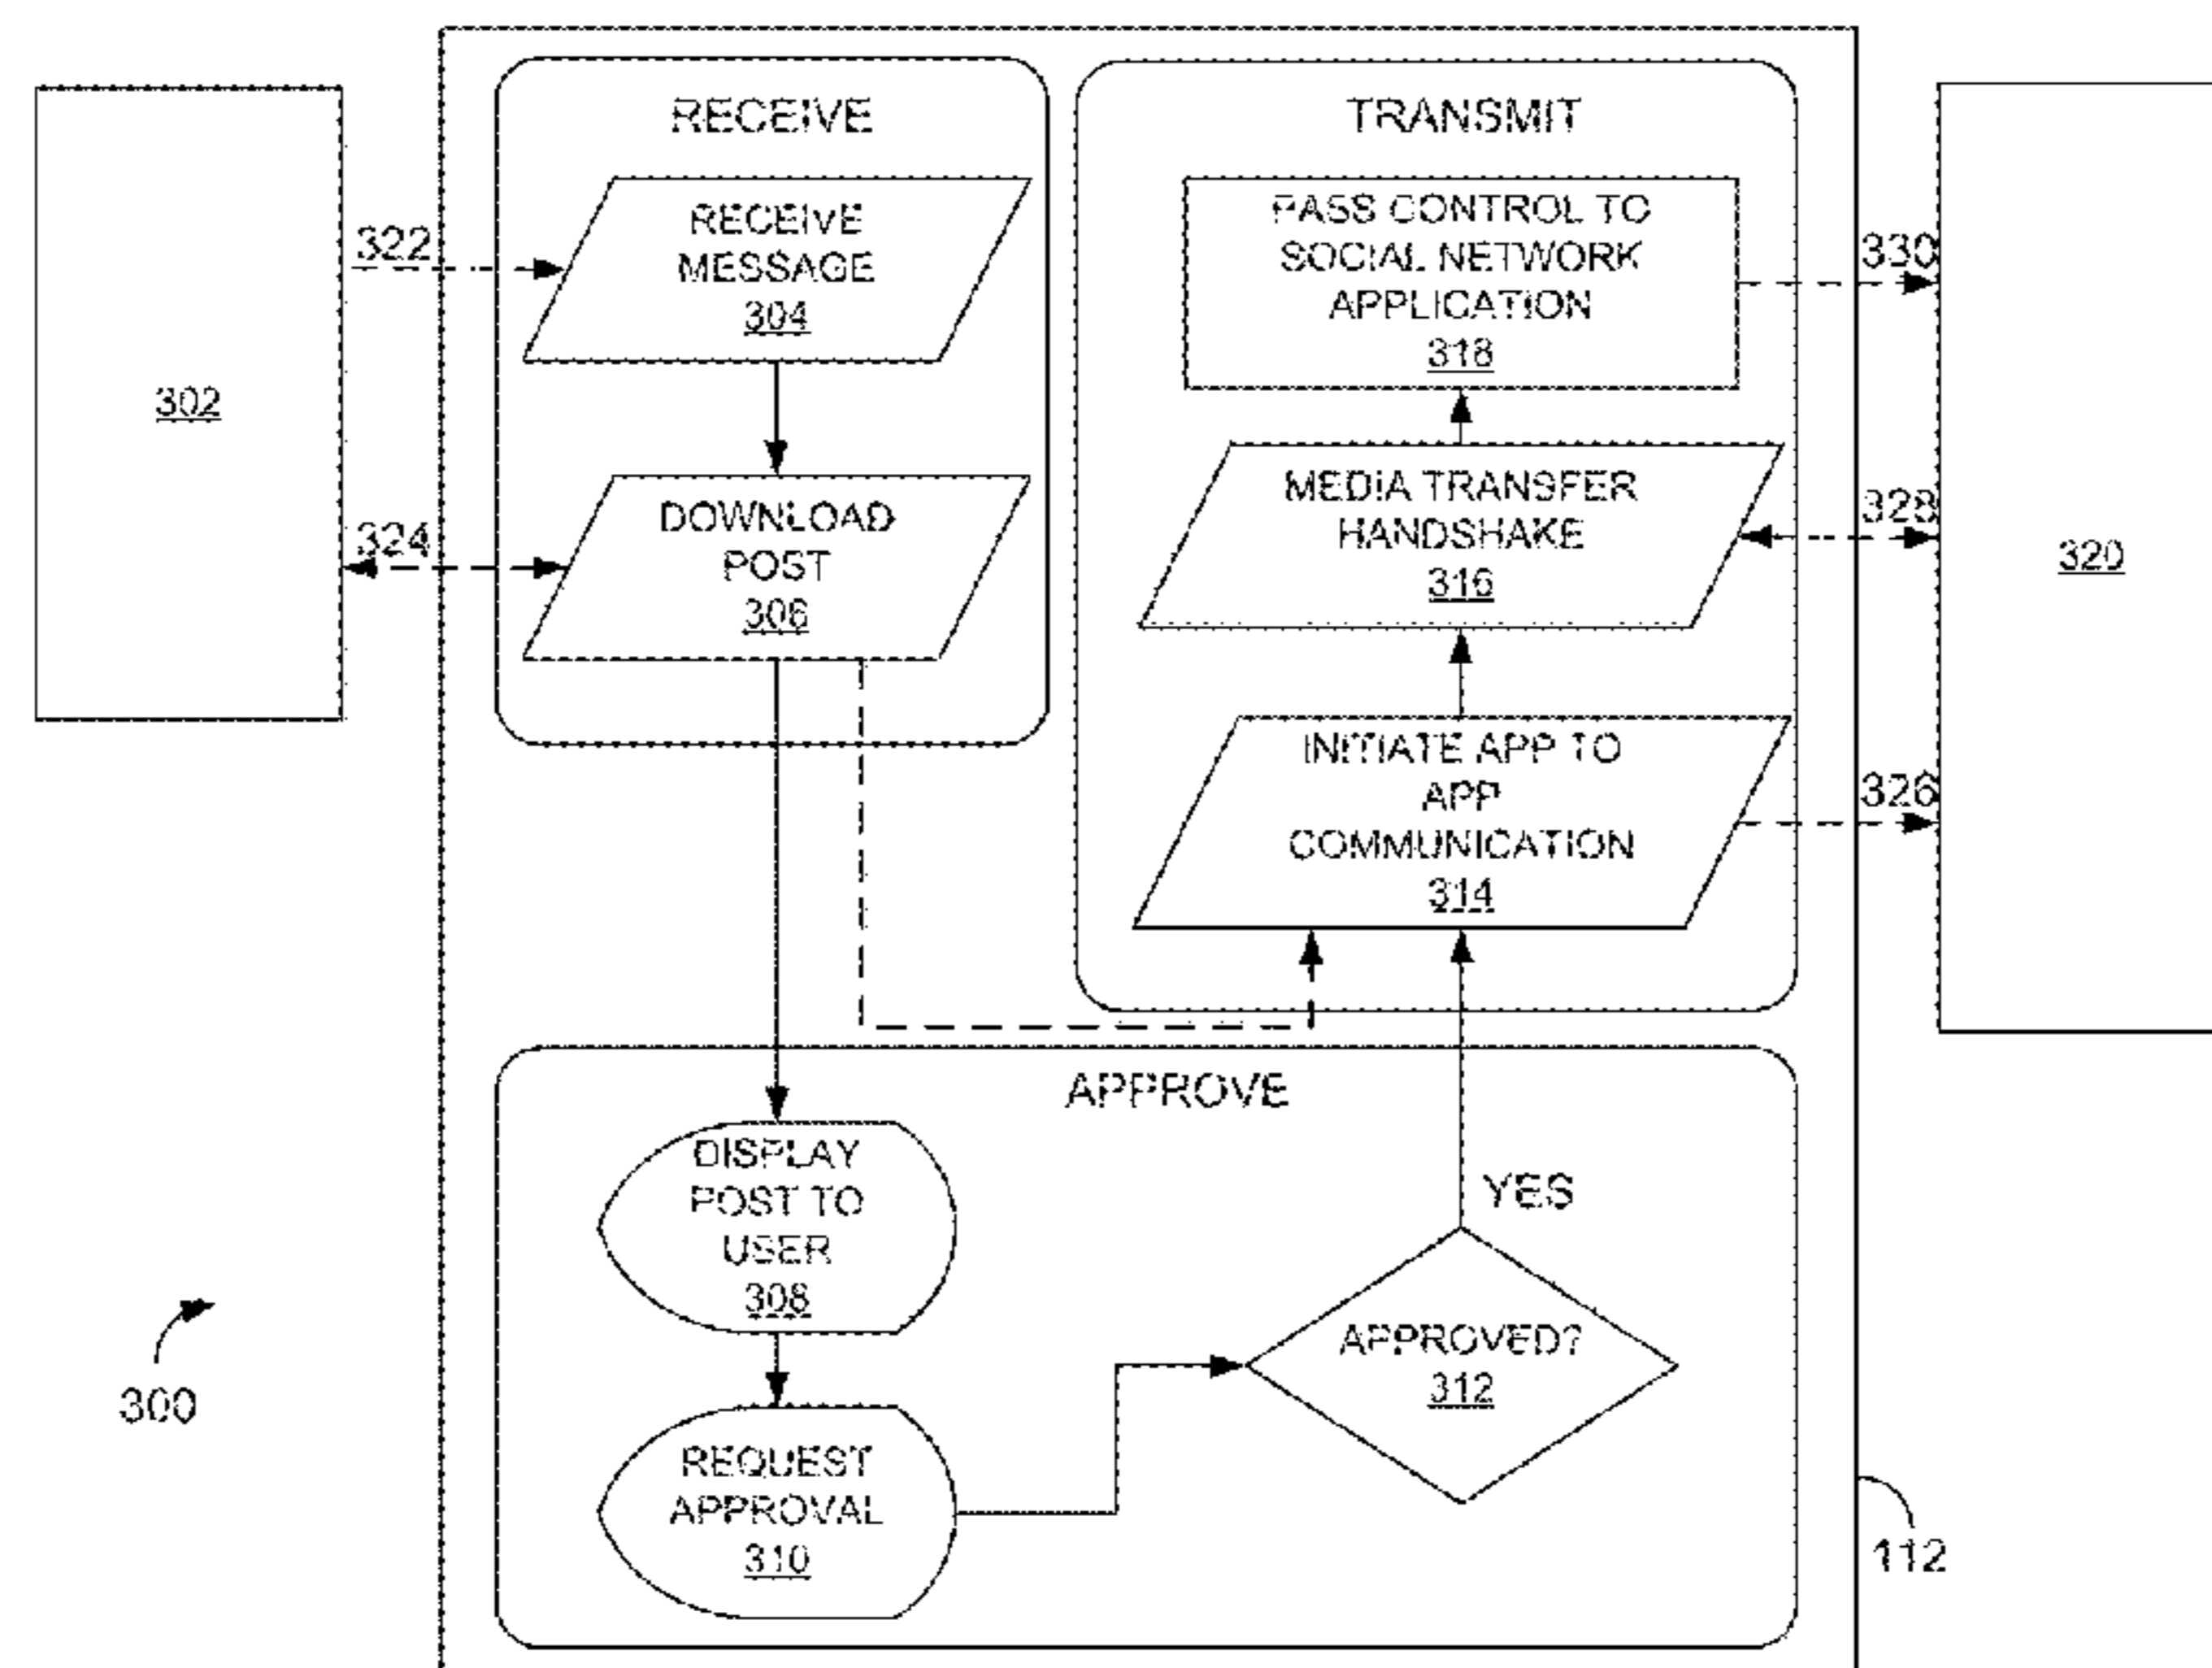 RECEIVE
RECEIVE
MESSAGE
304
DOWNLOAD
POST
306
302
322
324
TRANSMIT
PASS CONTROL TO
SOCIAL NETWORK
APPLICATION
318
MEDIA TRANSFER
HANDSHAKE
316
INITIATE APP TO
APP
COMMUNICATION
314
330
328
326
320
APPROVE
DISPLAY
POST TO
USER
308
REQUEST
APPROVAL
310
YES
APPROVED?
312
300
112